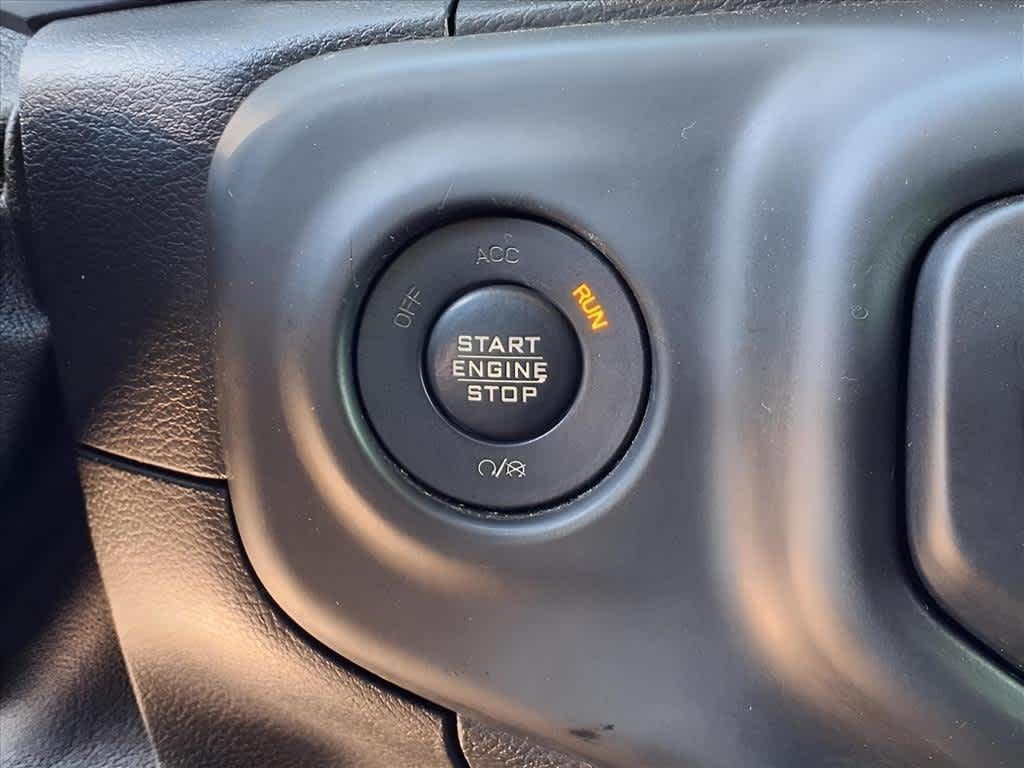 OFF
ACC
RUN
START
ENGINE
STOP